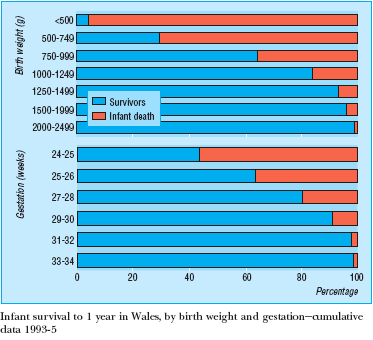 Birth weight (g)
<500
500-749
750-999
1000-1249
1250-1499
1500-1999
2000-2499
Survivors
Infant death
Gestation (weeks)
24-25
25-26
27-28
29-30
31-32
33-34
0 20 40 60 80 100
Percentage
Infant survival to 1 year in Wales, by birth weight and gestation—cumulative
data 1993-5